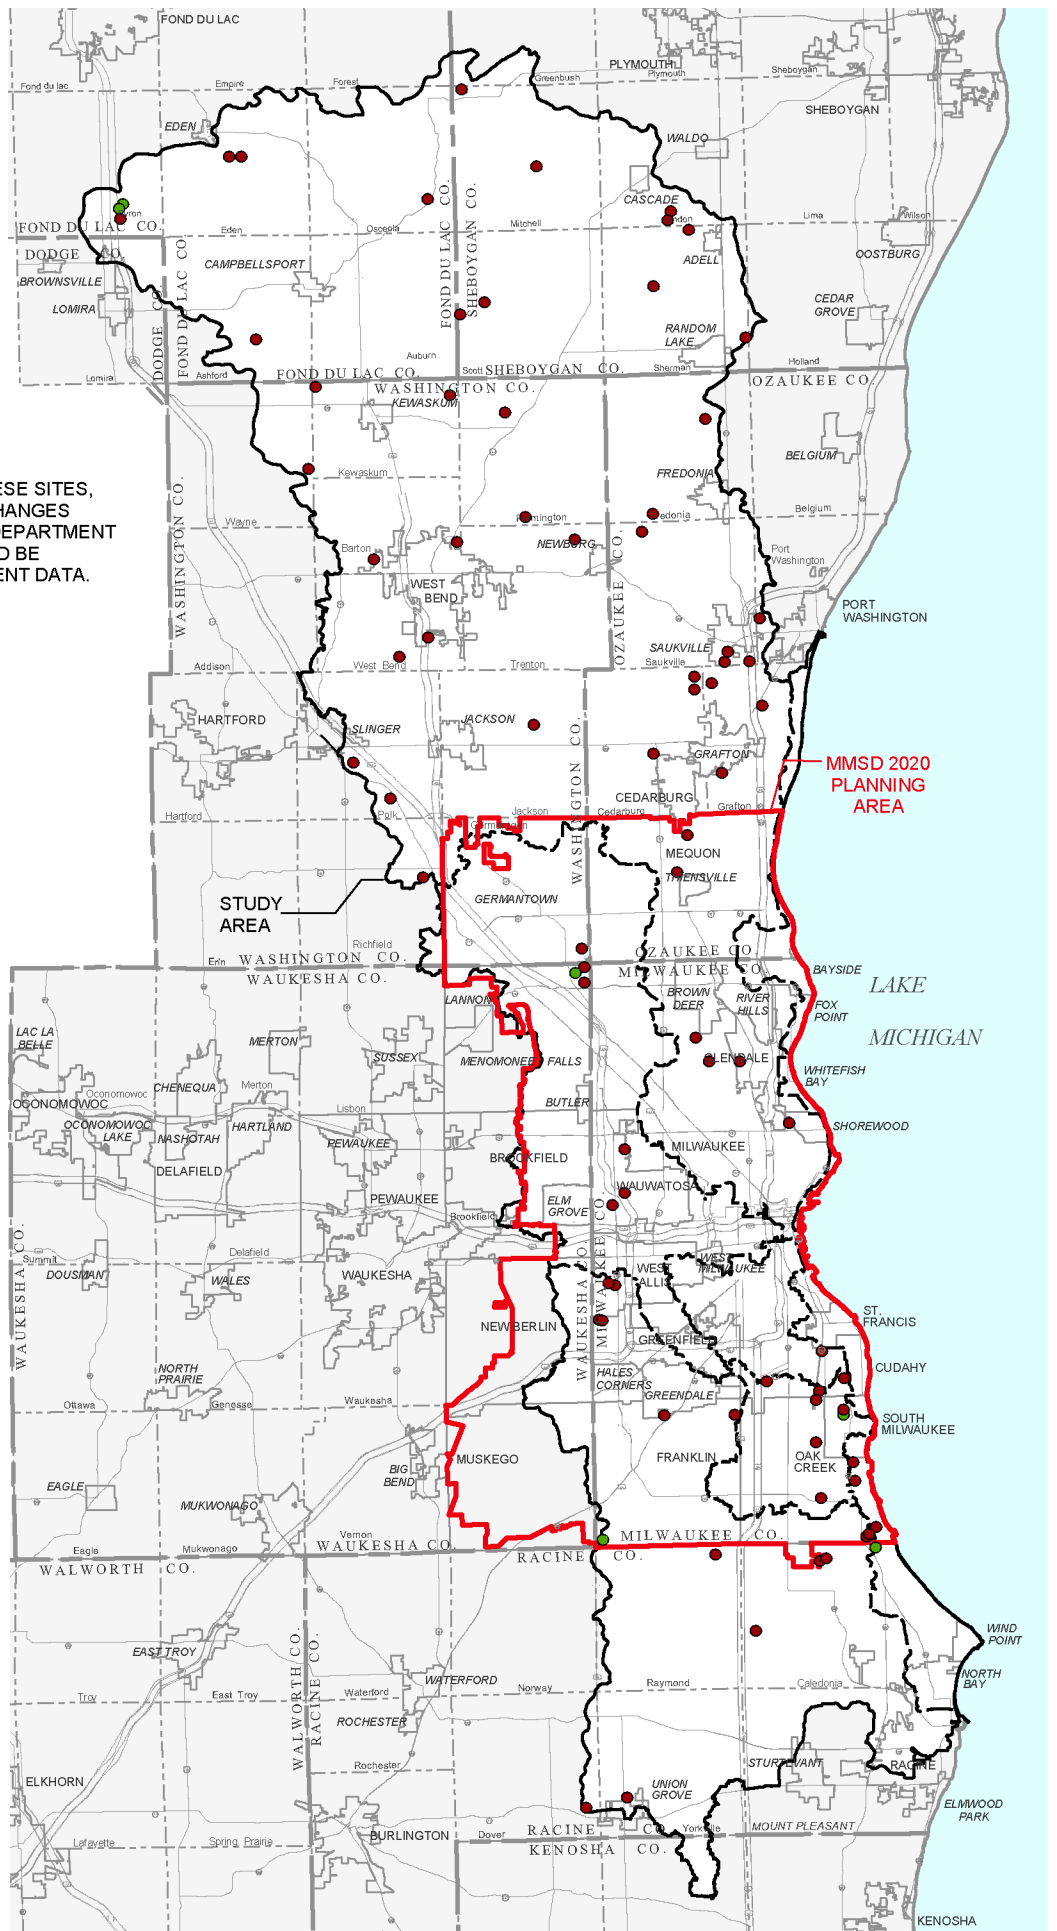 FOND DU LAC
PLYMOUTH
Plymouth
Sheboygan
Greenbush
Forest
Empire
Fond du lac
SHEBOYGAN
EDEN
WALDO
CASCADE
FOND DU LAC CO.
SHEBOYGAN CO.
Lima
Wilson
Mitchell
Osceola
Eden
FOND DU LAC CO.
DODGE CO.
BROWNSVILLE
CAMPBELLSPORT
ADELL
OOSTBURG
LOMIRA
DODGE CO.
FOND DU LAC CO.
CEDAR
GROVE
RANDOM
LAKE
Auburn
Holland
Lomira
Ashford
FOND DU LAC CO.
Scott
SHEBOYGAN CO.
Sherman
WASHINGTON CO.
OZAUKEE CO.
KEWASKUM
BELGIUM
Kewaskum
FREDONIA
ESE SITES,
HANGES
DEPARTMENT
D BE
ENT DATA.
WASHINGTON CO.
Wayne
Belgium
Barton
NEWBURG
OZAUKEE CO.
Port
Washington
WEST
BEND
PORT
WASHINGTON
SAUKVILLE
Saukville
Addison
West Bend
Trenton
HARTFORD
SLINGER
JACKSON
WASHINGTON CO.
GRAFTON
MMSD 2020
PLANNING
AREA
CEDARBURG
Hartford
Polk
Jackson
Cedarburg
Grafton
Germantown
MEQUON
THIENSVILLE
STUDY
AREA
GERMANTOWN
Richfield
Erin
WASHINGTON CO.
WAUKESHA CO.
OZAUKEE CO.
MILWAUKEE CO.
BAYSIDE
LAKE
MICHIGAN
LANNON
BROWN
DEER
RIVER
HILLS
FOX
POINT
LAC LA
BELLE
MERTON
SUSSEX
MENOMONEE FALLS
GLENDALE
WHITEFISH
BAY
CHENEQUA
Merton
Oconomowoc
OCONOMOWOC
Lisbon
BUTLER
SHOREWOOD
OCONOMOWOC
LAKE
NASHOTAH
HARTLAND
PEWAUKEE
MILWAUKEE
DELAFIELD
BROOKFIELD
WAUWATOSA
PEWAUKEE
ELM
GROVE
Brookfield
WAUKESHA CO.
Summit
Delafield
DOUSMAN
WALES
WAUKESHA
WAUKESHA CO.
MILWAUKEE CO.
WEST
ALLIS
WEST
MILWAUKEE
ST.
FRANCIS
NEW BERLIN
GREENFIELD
NORTH
PRAIRIE
HALES
CORNERS
GREENDALE
CUDAHY
Ottawa
Genesse
Waukesha
SOUTH
MILWAUKEE
MUSKEGO
FRANKLIN
OAK
CREEK
BIG
BEND
EAGLE
MUKWONAGO
Eagle
Mukwonago
Vernon
WAUKESHA CO.
MILWAUKEE CO.
RACINE CO.
WALWORTH CO.
WIND
POINT
EAST TROY
WALWORTH CO.
RACINE CO.
WATERFORD
NORTH
BAY
Troy
East Troy
Waterford
Norway
Raymond
Caledonia
ROCHESTER
Rochester
STURTEVANT
RACINE
ELKHORN
UNION
GROVE
ELMWOOD
PARK
BURLINGTON
Lafayette
Spring Prairie
Dover
RACINE CO.
Yorkville
MOUNT PLEASANT
KENOSHA CO.
KENOSHA